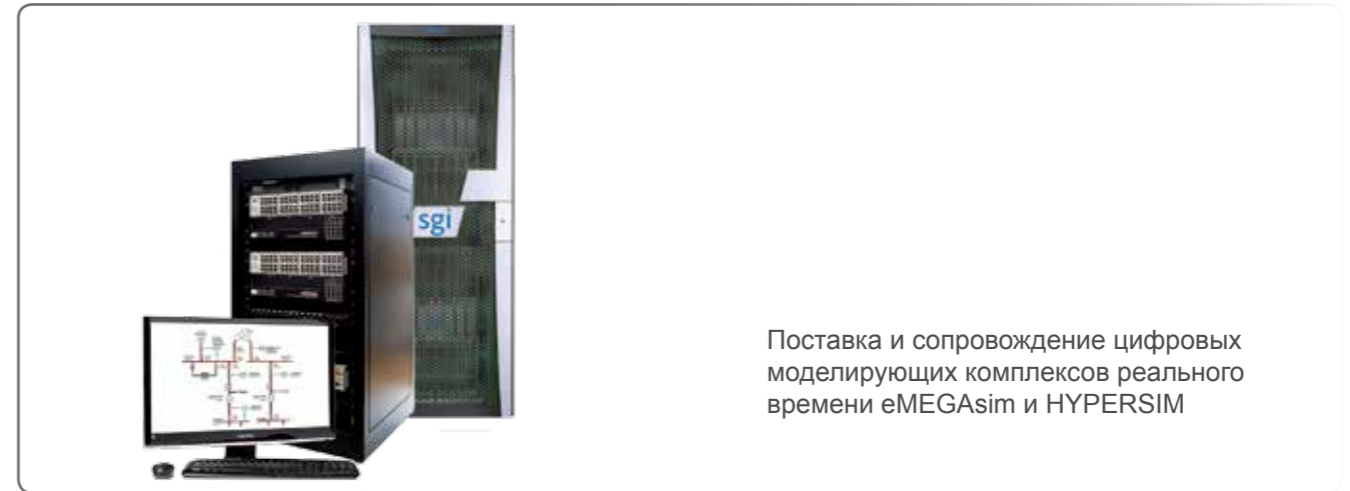 sgi
Поставка и сопровождение цифровых
моделирующих комплексов реального
времени eMEGAsim и HYPERSIM